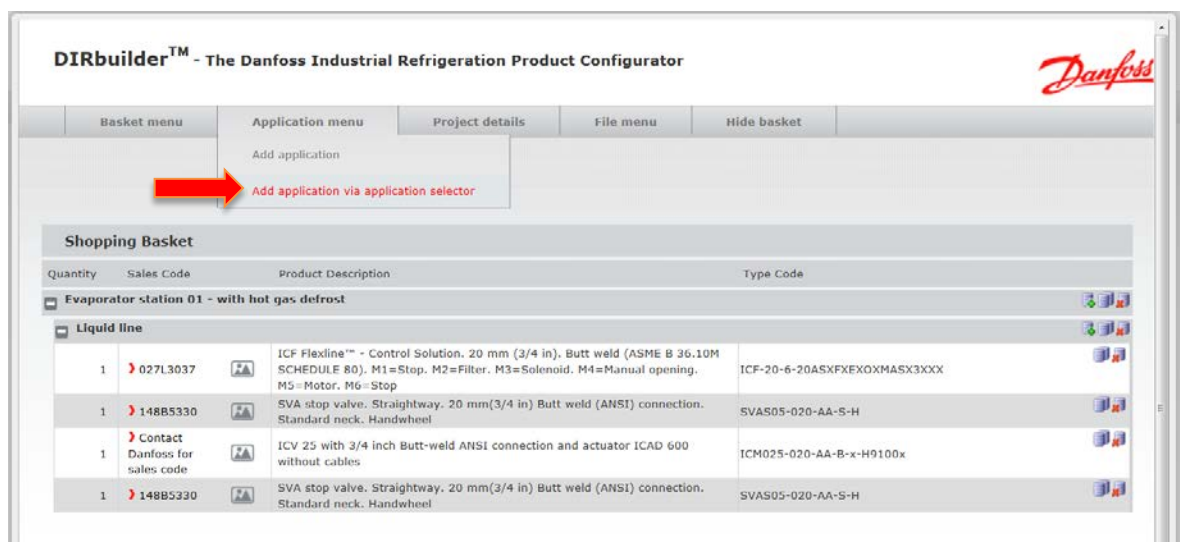 DIRbuilder™ - The Danfoss Industrial Refrigeration Product Configurator
Danfoss
Basket menu Application menu Project details File menu Hide basket
Add application
Add application via application selector
Shopping Basket
Quantity Sales Code Product Description Type Code
Evaporator station 01 - with hot gas defrost
Liquid line
ICF Flexline™ - Control Solution. 20 mm (3/4 in). Butt weld (ASME B 36.10M
1 027L3037 SCHEDULE 80). M1=Stop. M2=Filter. M3=Solenoid. M4=Manual opening. ICF-20-6-20ASXFXEXOXMASX3XXX
M5=Motor. M6=Stop
SVA stop valve. Straightway. 20 mm(3/4 in) Butt weld (ANSI) connection.
1 148B5330 SVAS05-020-AA-S-H
Standard neck. Handwheel
Contact
1 Danfoss for ICV 25 with 3/4 inch Butt-weld ANSI connection and actuator ICAD 600 ICM025-020-AA-B-x-H9100x
sales code without cables
SVA stop valve. Straightway. 20 mm(3/4 in) Butt weld (ANSI) connection.
1 148B5330 SVAS05-020-AA-S-H
Standard neck. Handwheel